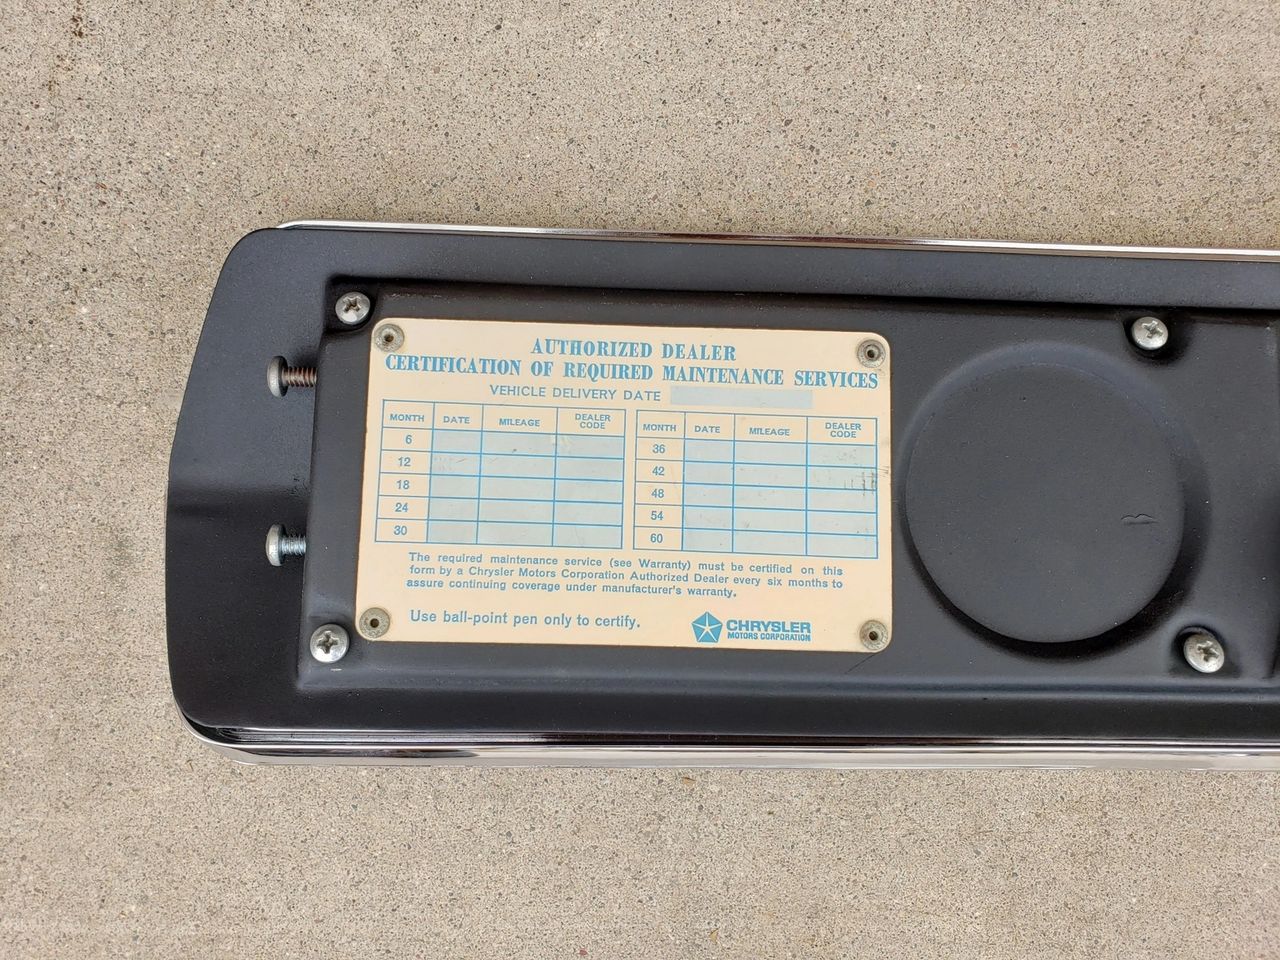 AUTHORIZED DEALER
CERTIFICATION OF REQUIRED MAINTENANCE SERVICES
VEHICLE DELIVERY DATE
MONTH DATE MILEAGE DEALER CODE MONTH DATE MILEAGE DEALER CODE
6 36
12 42
18 48
24 54
30 60
The required maintenance service (see Warranty) must be certified on this
form by a Chrysler Motors Corporation Authorized Dealer every six months to
assure continuing coverage under manufacturer's warranty.
Use ball-point pen only to certify.
CHRYSLER
MOTORS CORPORATION